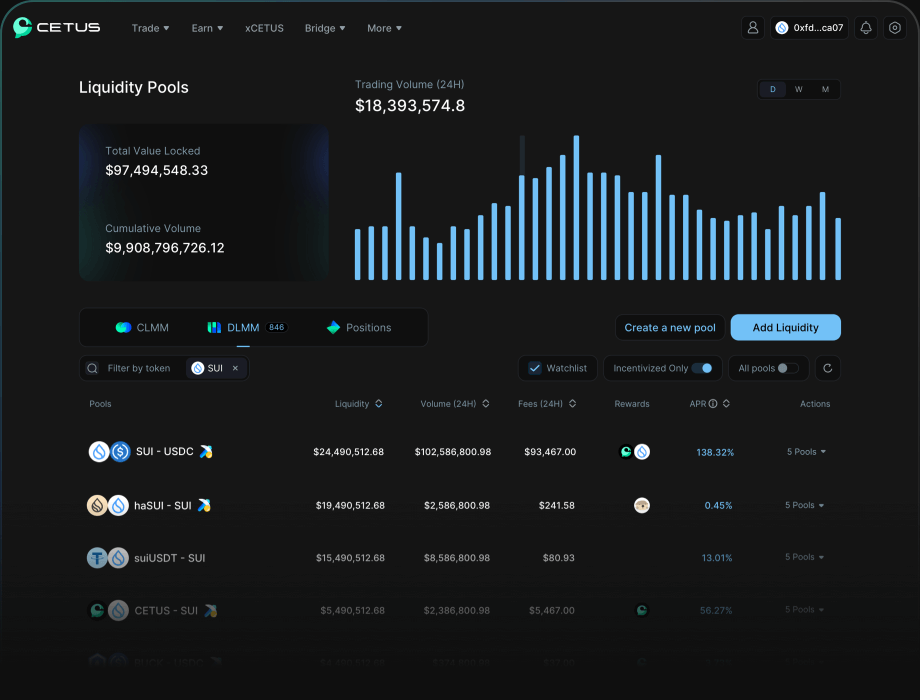 CETUS
Trade Earn xCETUS Bridge More 0xfd...ca07
Liquidity Pools
Trading Volume (24H)
$18,393,574.8
D W M
Total Value Locked
$97,494,548.33
Cumulative Volume
$9,908,796,726.12
CLMM DLMM 846 Positions
Create a new pool Add Liquidity
Filter by token SUI × Watchlist Incentivized Only All pools
Pools Liquidity Volume (24H) Fees (24H) Rewards APR Actions
SUI - USDC $24,490,512.68 $102,586,800.98 $93,467.00 138.32% 5 Pools
haSUI - SUI $19,490,512.68 $2,586,800.98 $241.58 0.45% 5 Pools
suiUSDT - SUI $15,490,512.68 $8,586,800.98 $80.93 13.01% 5 Pools
CETUS - SUI $5,490,512.68 $2,386,800.98 $5,467.00 56.27% 5 Pools